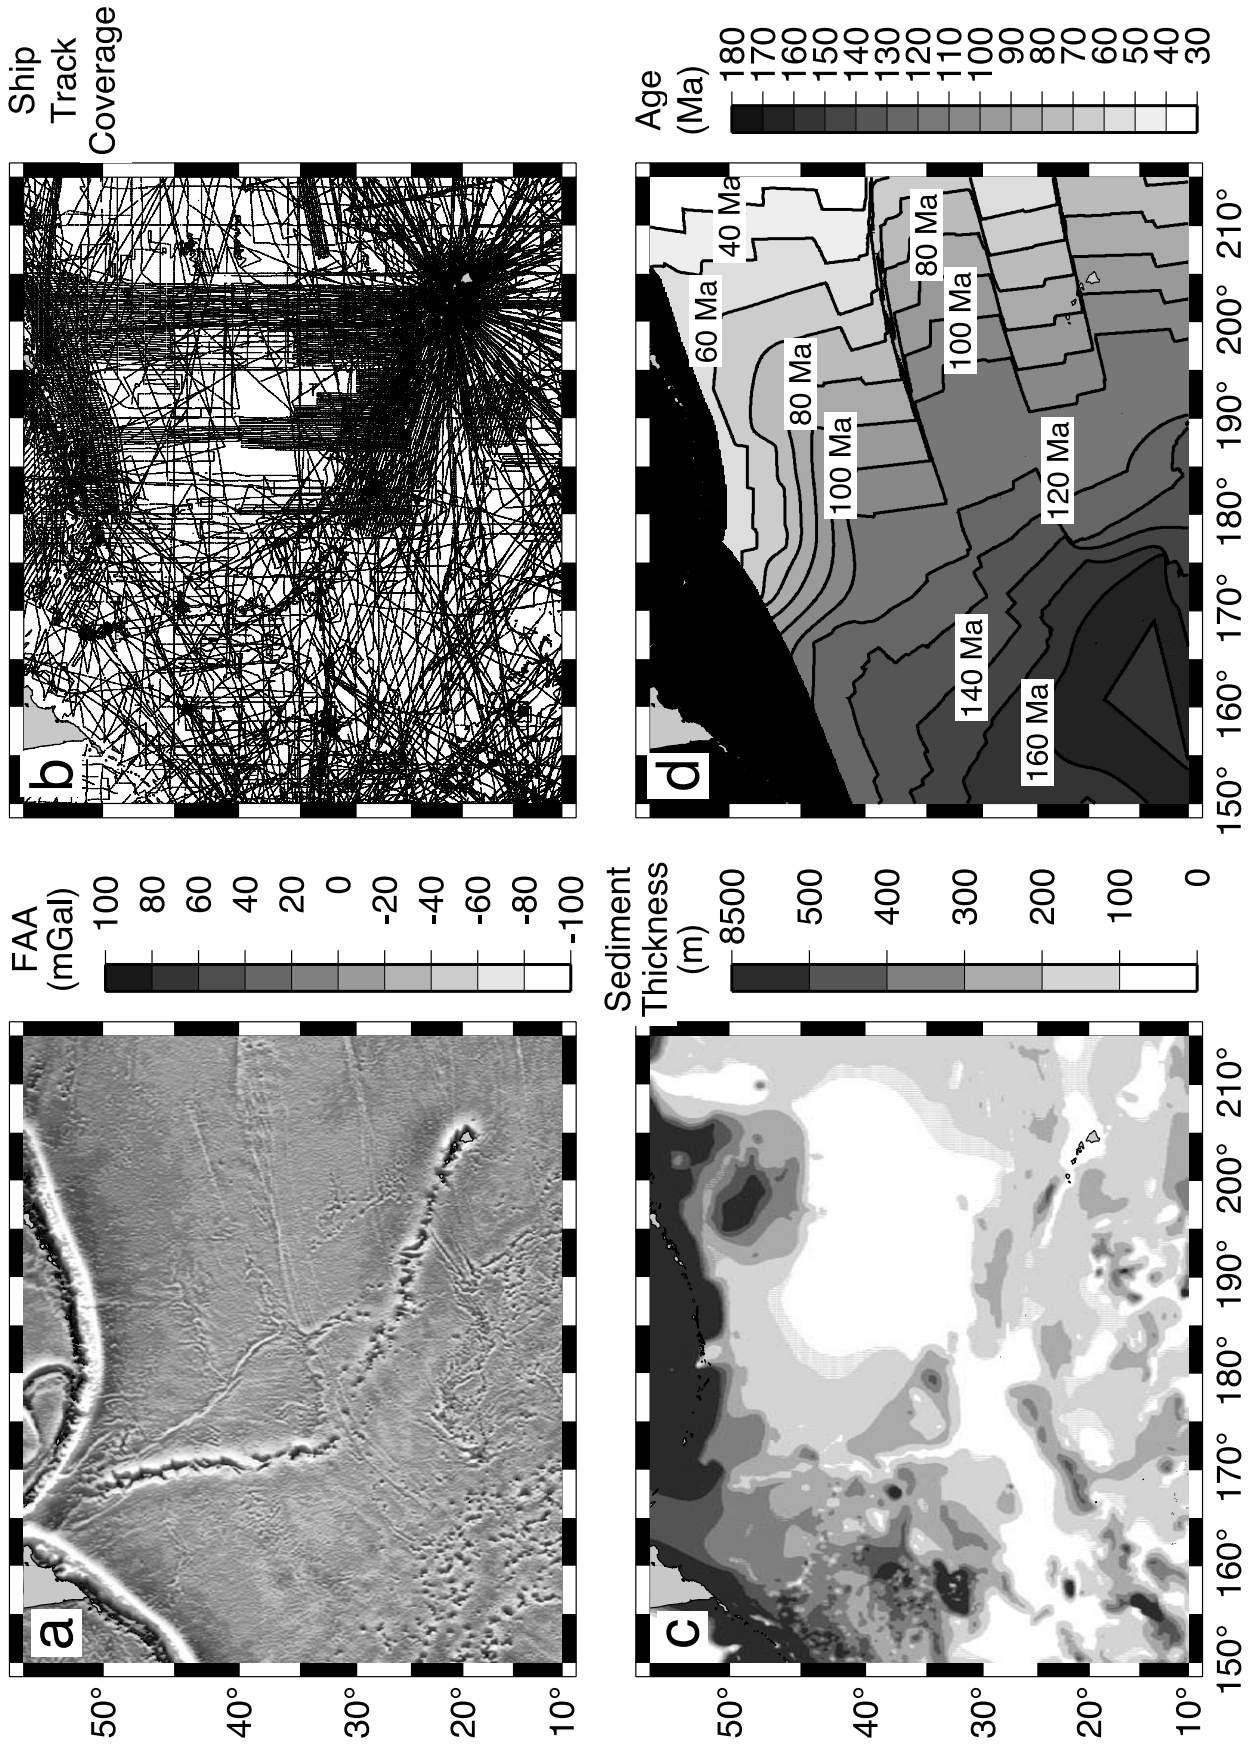 a
FAA
(mGal)
100
80
60
40
20
0
-20
-40
-60
-80
-100
50°
40°
30°
20°
10°
b
Ship
Track
Coverage
c
Sediment
Thickness
(m)
8500
500
400
300
200
100
0
50°
40°
30°
20°
10°
150°
160°
170°
180°
190°
200°
210°
d
Age
(Ma)
180
170
160
150
140
130
120
110
100
90
80
70
60
50
40
30
40 Ma
60 Ma
80 Ma
80 Ma
100 Ma
100 Ma
120 Ma
140 Ma
160 Ma
150°
160°
170°
180°
190°
200°
210°